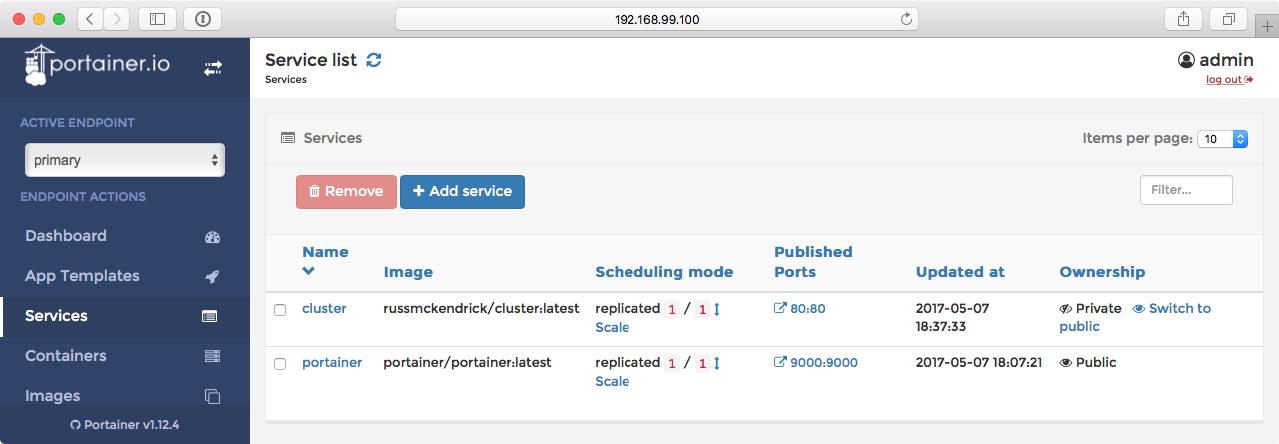 192.168.99.100
portainer.io
Service list
Services
admin
log out
ACTIVE ENDPOINT
primary
ENDPOINT ACTIONS
Dashboard
App Templates
Services
Containers
Images
Portainer v1.12.4
Services
Items per page: 10
Remove
Add service
Filter...
Name
Image
Scheduling mode
Published
Ports
Updated at
Ownership
cluster
russmckendrick/cluster:latest
replicated 1 / 1
Scale
80:80
2017-05-07
18:37:33
Private Switch to
public
portainer
portainer/portainer:latest
replicated 1 / 1
Scale
9000:9000
2017-05-07 18:07:21
Public